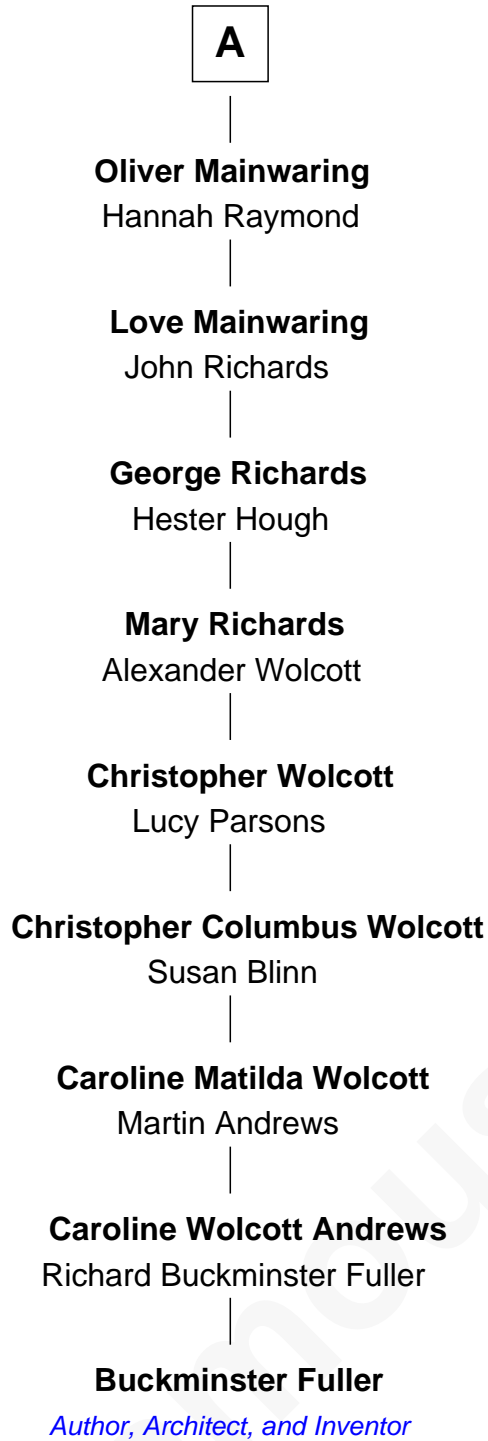 A
Oliver Mainwaring
Hannah Raymond
Love Mainwaring
John Richards
George Richards
Hester Hough
Mary Richards
Alexander Wolcott
Christopher Wolcott
Lucy Parsons
Christopher Columbus Wolcott
Susan Blinn
Caroline Matilda Wolcott
Martin Andrews
Caroline Wolcott Andrews
Richard Buckminster Fuller
Buckminster Fuller
Author, Architect, and Inventor